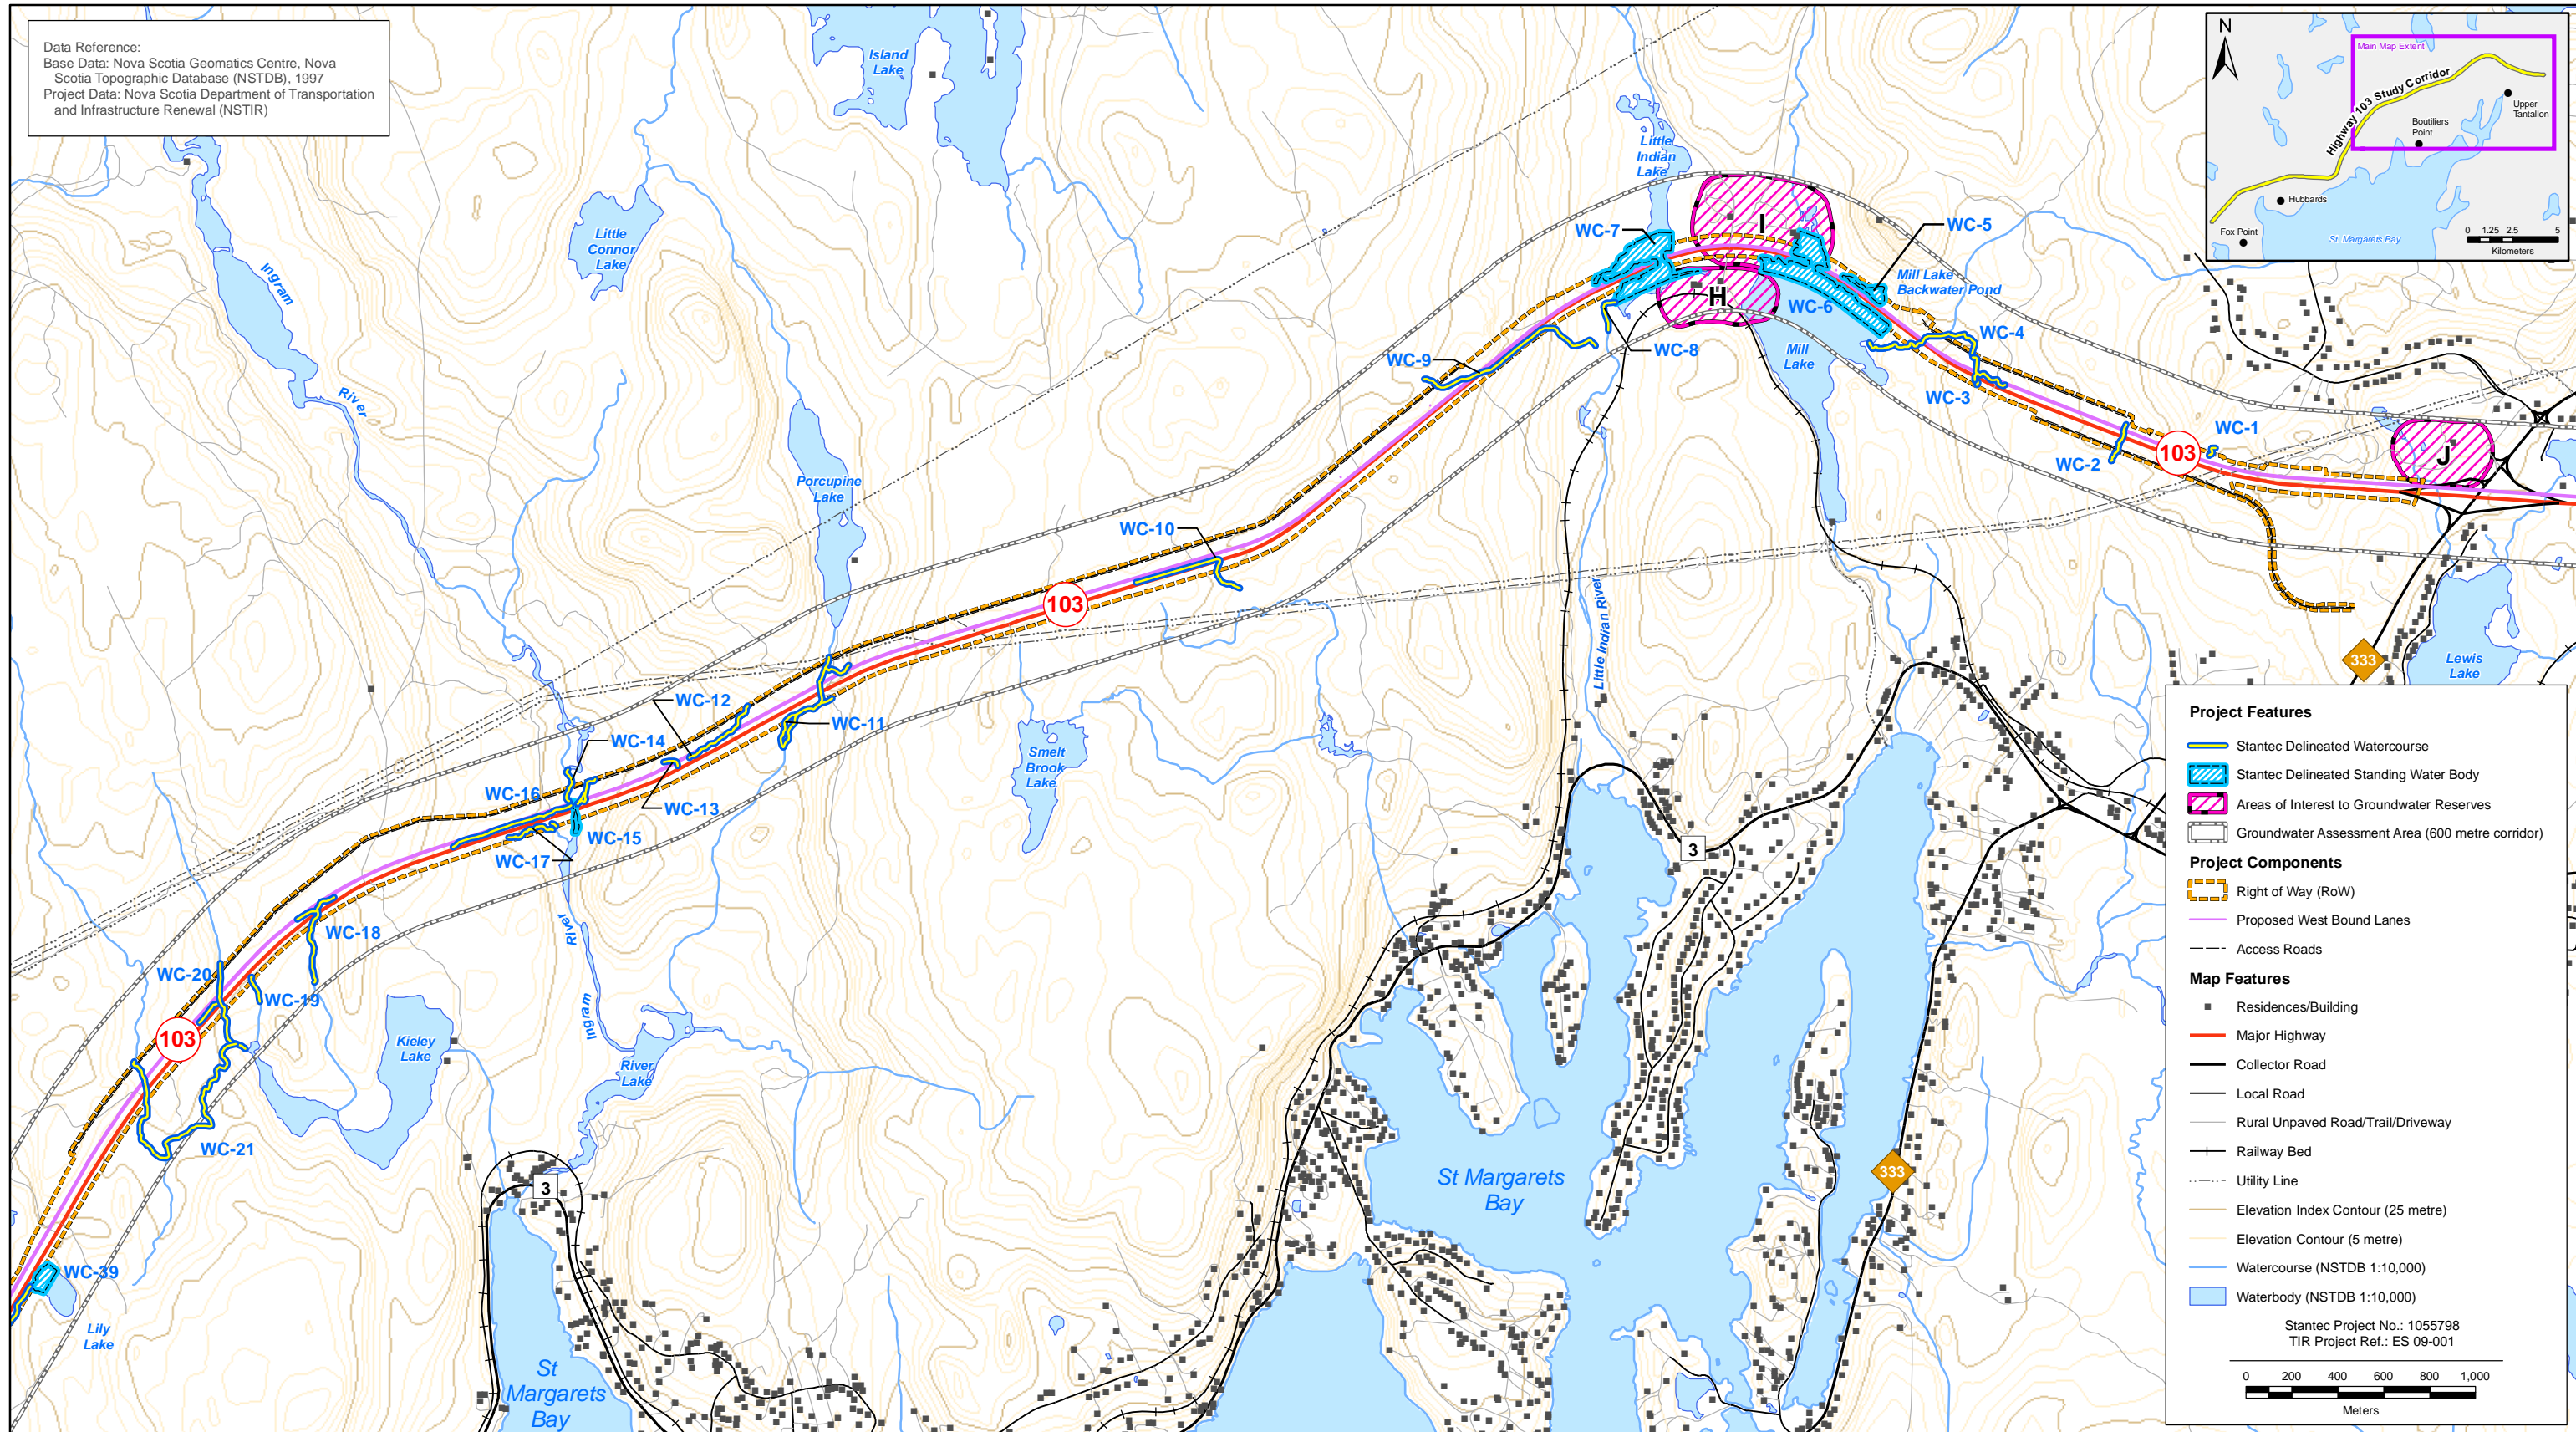 Data Reference:
Base Data: Nova Scotia Geomatics Centre, Nova
Scotia Topographic Database (NSTDB), 1997
Project Data: Nova Scotia Department of Transportation
and Infrastructure Renewal (NSTIR)
Island
Lake
Little
Indian
Lake
N
Main Map Extent
Highway 103 Study Corridor
Upper
Tantallon
Boutiliers
Point
Hubbards
Fox Point
St. Margarets Bay
0 1.25 2.5 5
Kilometers
Little
Connor
Lake
Ingram
River
WC-7
I
WC-5
Mill Lake
Backwater Pond
H
WC-6
WC-4
WC-8
WC-9
Mill
Lake
WC-3
WC-1
103
WC-2
J
Porcupine
Lake
WC-10
103
Little Indian River
333
Lewis
Lake
WC-12
WC-11
WC-14
Smelt
Brook
Lake
WC-16
WC-13
WC-15
WC-17
3
River
WC-18
WC-20
WC-19
Ingram
103
Kieley
Lake
River
Lake
WC-21
3
St Margarets
Bay
333
WC-39
Lily
Lake
St
Margarets
Bay
Project Features
Stantec Delineated Watercourse
Stantec Delineated Standing Water Body
Areas of Interest to Groundwater Reserves
Groundwater Assessment Area (600 metre corridor)
Project Components
Right of Way (RoW)
Proposed West Bound Lanes
Access Roads
Map Features
Residences/Building
Major Highway
Collector Road
Local Road
Rural Unpaved Road/Trail/Driveway
Railway Bed
Utility Line
Elevation Index Contour (25 metre)
Elevation Contour (5 metre)
Watercourse (NSTDB 1:10,000)
Waterbody (NSTDB 1:10,000)
Stantec Project No.: 1055798
TIR Project Ref.: ES 09-001
0 200 400 600 800 1,000
Meters